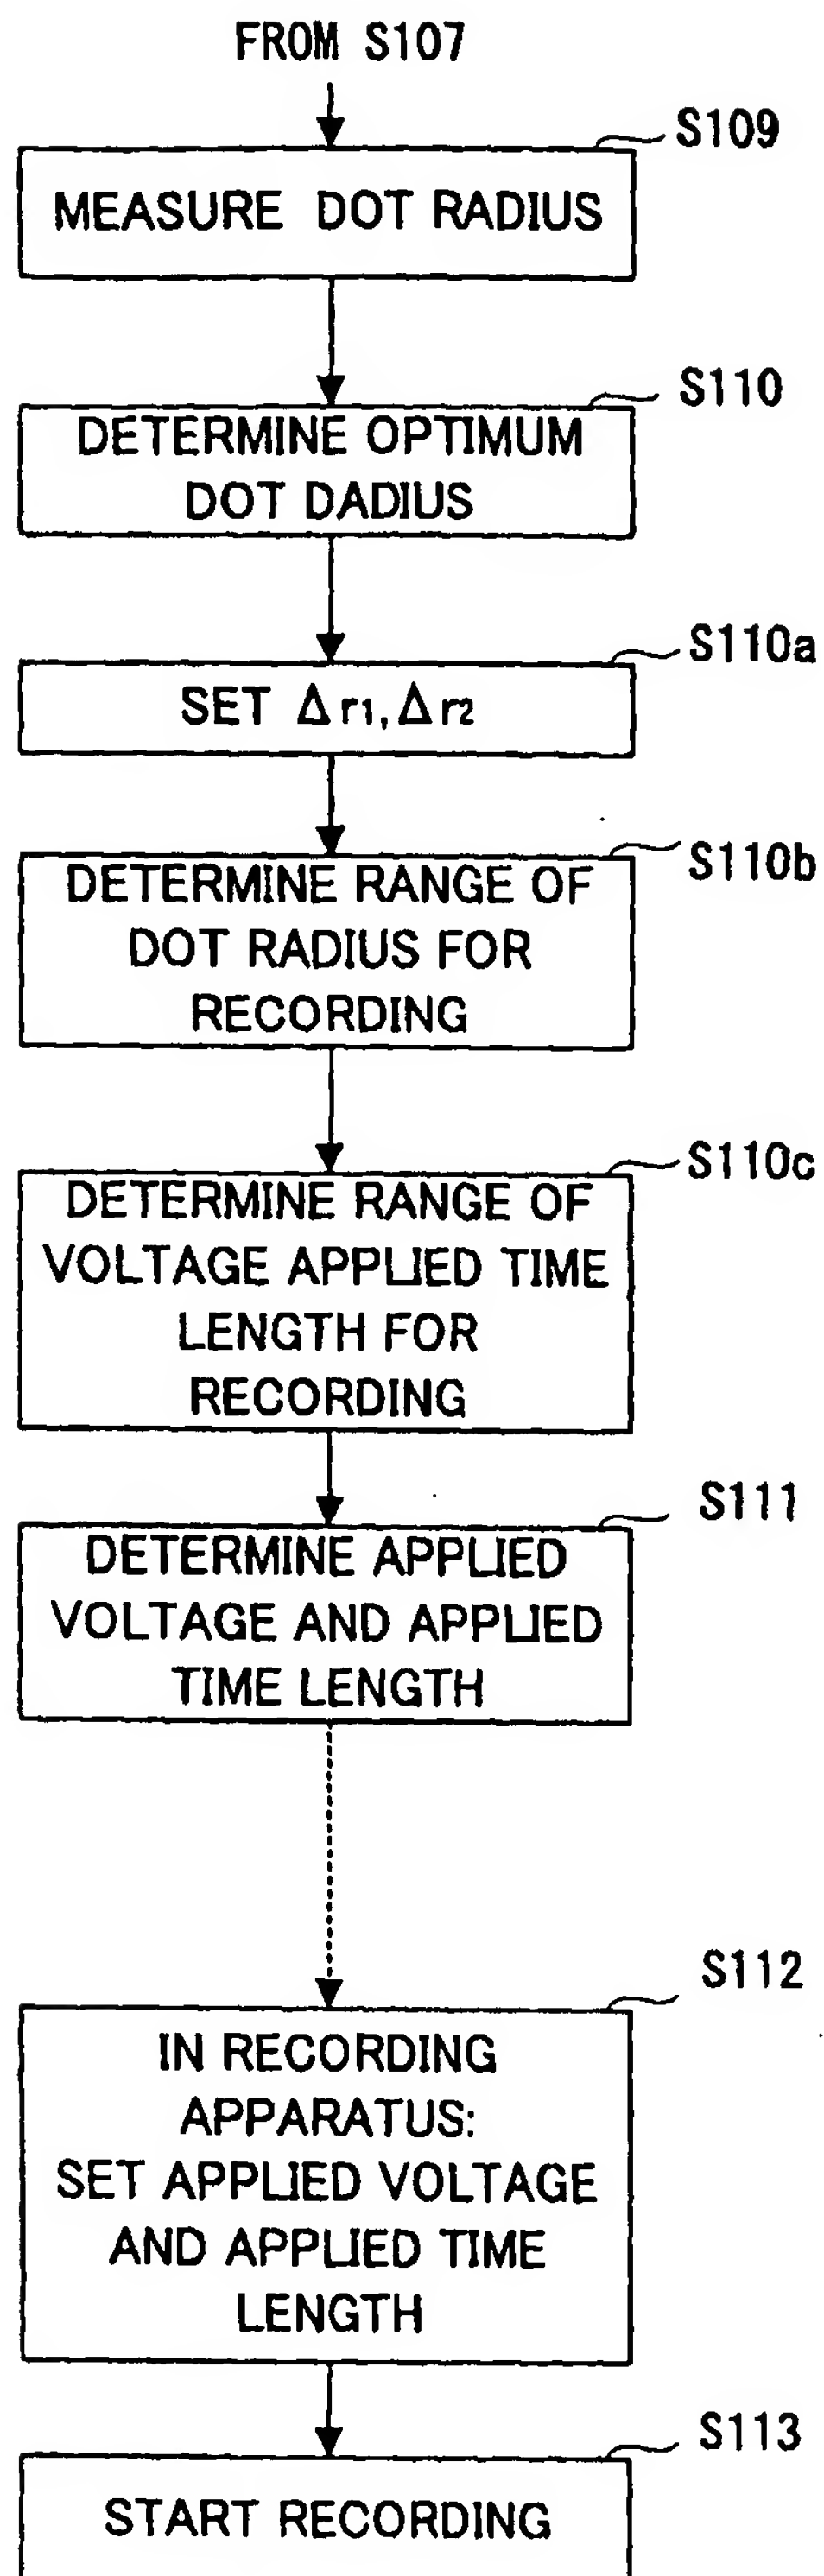 FROM S107
S109
MEASURE DOT RADIUS
S110
DETERMINE OPTIMUM
DOT DADIUS
S110a
SET Δr1, Δr2
S110b
DETERMINE RANGE OF
DOT RADIUS FOR
RECORDING
S110c
DETERMINE RANGE OF
VOLTAGE APPLIED TIME
LENGTH FOR
RECORDING
S111
DETERMINE APPLIED
VOLTAGE AND APPLIED
TIME LENGTH
S112
IN RECORDING
APPARATUS:
SET APPLIED VOLTAGE
AND APPLIED TIME
LENGTH
S113
START RECORDING